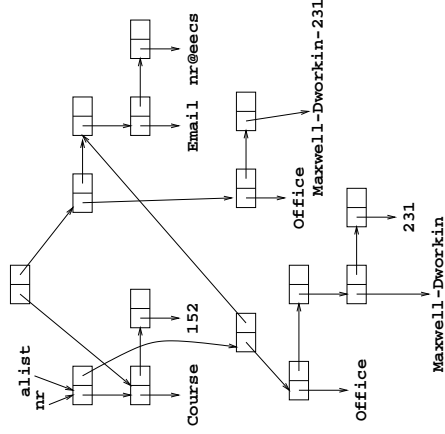 alist
nr
Course
152
Email
nr@eecs
Office
Maxwell-Dworkin-231
Office
231
Maxwell-Dworkin